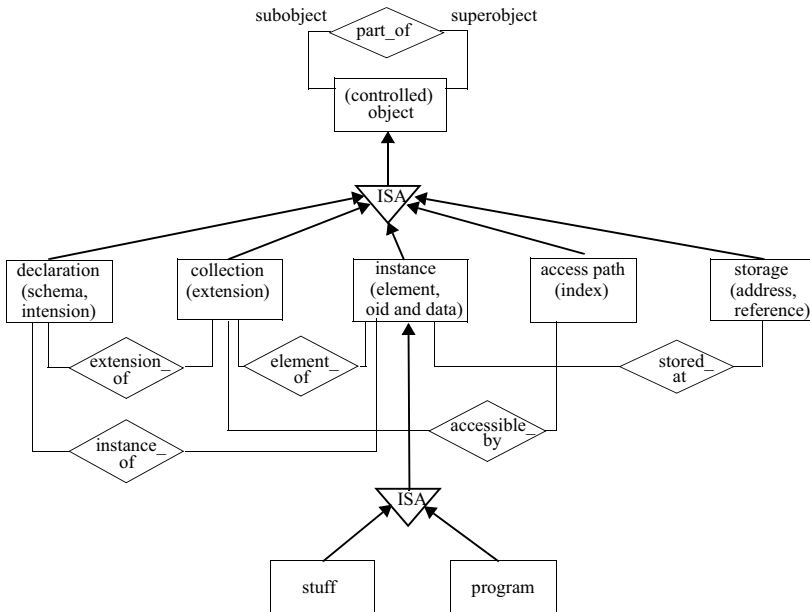 subobject
superobject
part_of
(controlled)
object
ISA
declaration
(schema,
intension)
collection
(extension)
instance
(element,
oid and data)
access path
(index)
storage
(address,
reference)
extension_
of
element_
of
stored_
at
accessible_
by
instance_
of
ISA
stuff
program